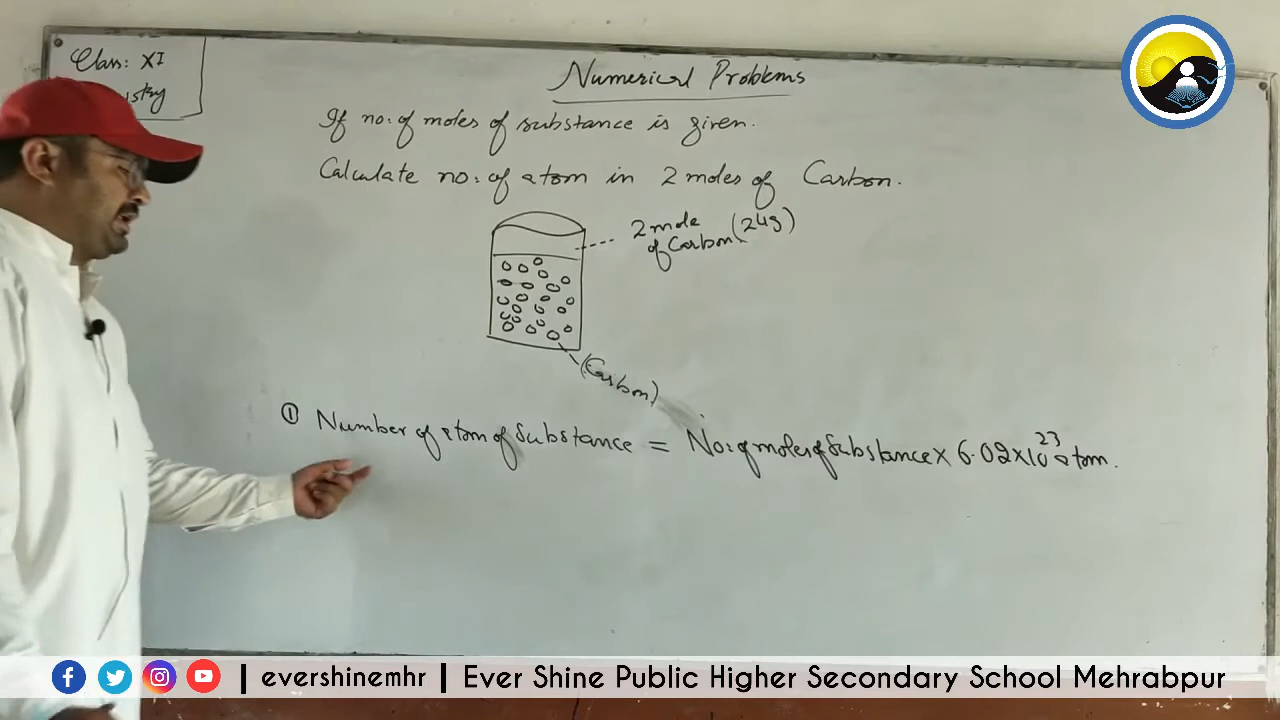 Class: XI
Numerical Problems
If no: of moles of substance is given.
Calculate no: of atom in 2 moles of Carbon.
2 mole (24g)
of Carbon
(Carbon)
① Number of atom of Substance = No: of moles of Substance × 6.02×10²³ atom.
| evershinemhr | Ever Shine Public Higher Secondary School Mehrabpur